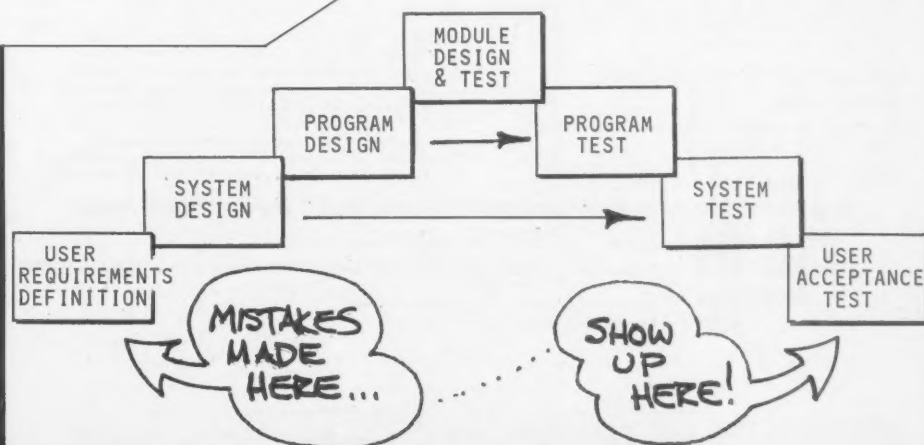 MODULE
DESIGN
& TEST
PROGRAM
DESIGN
PROGRAM
TEST
SYSTEM
DESIGN
SYSTEM
TEST
USER
REQUIREMENTS
DEFINITION
USER
ACCEPTANCE
TEST
MISTAKES
MADE
HERE...
SHOW
UP
HERE!